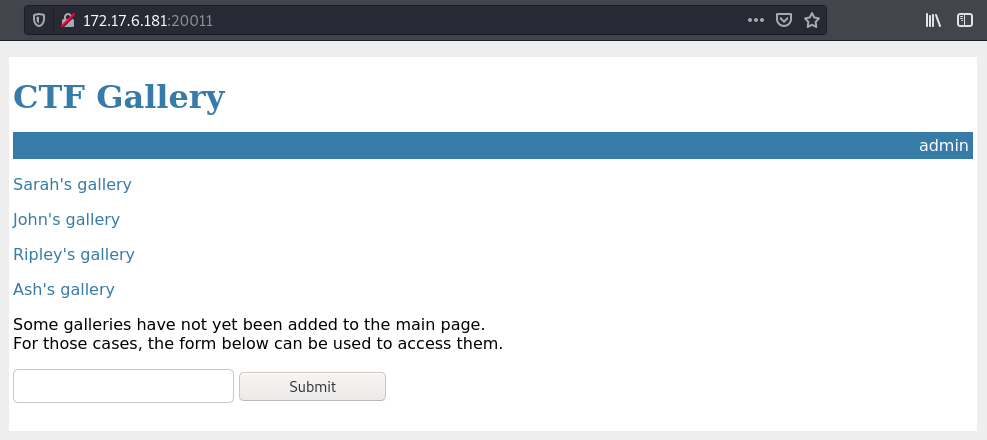 172.17.6.181:20011
CTF Gallery
admin
Sarah's gallery
John's gallery
Ripley's gallery
Ash's gallery
Some galleries have not yet been added to the main page.
For those cases, the form below can be used to access them.
Submit